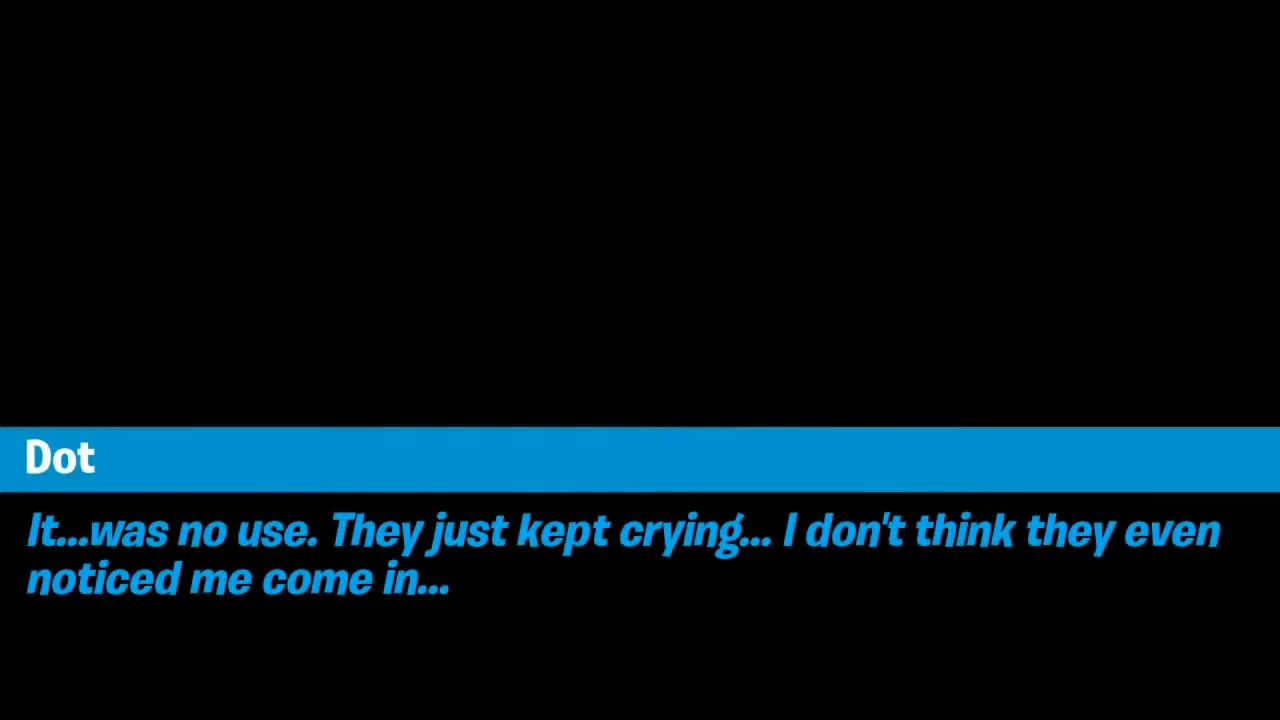 Dot
It...was no use. They just kept crying... I don't think they even
noticed me come in...